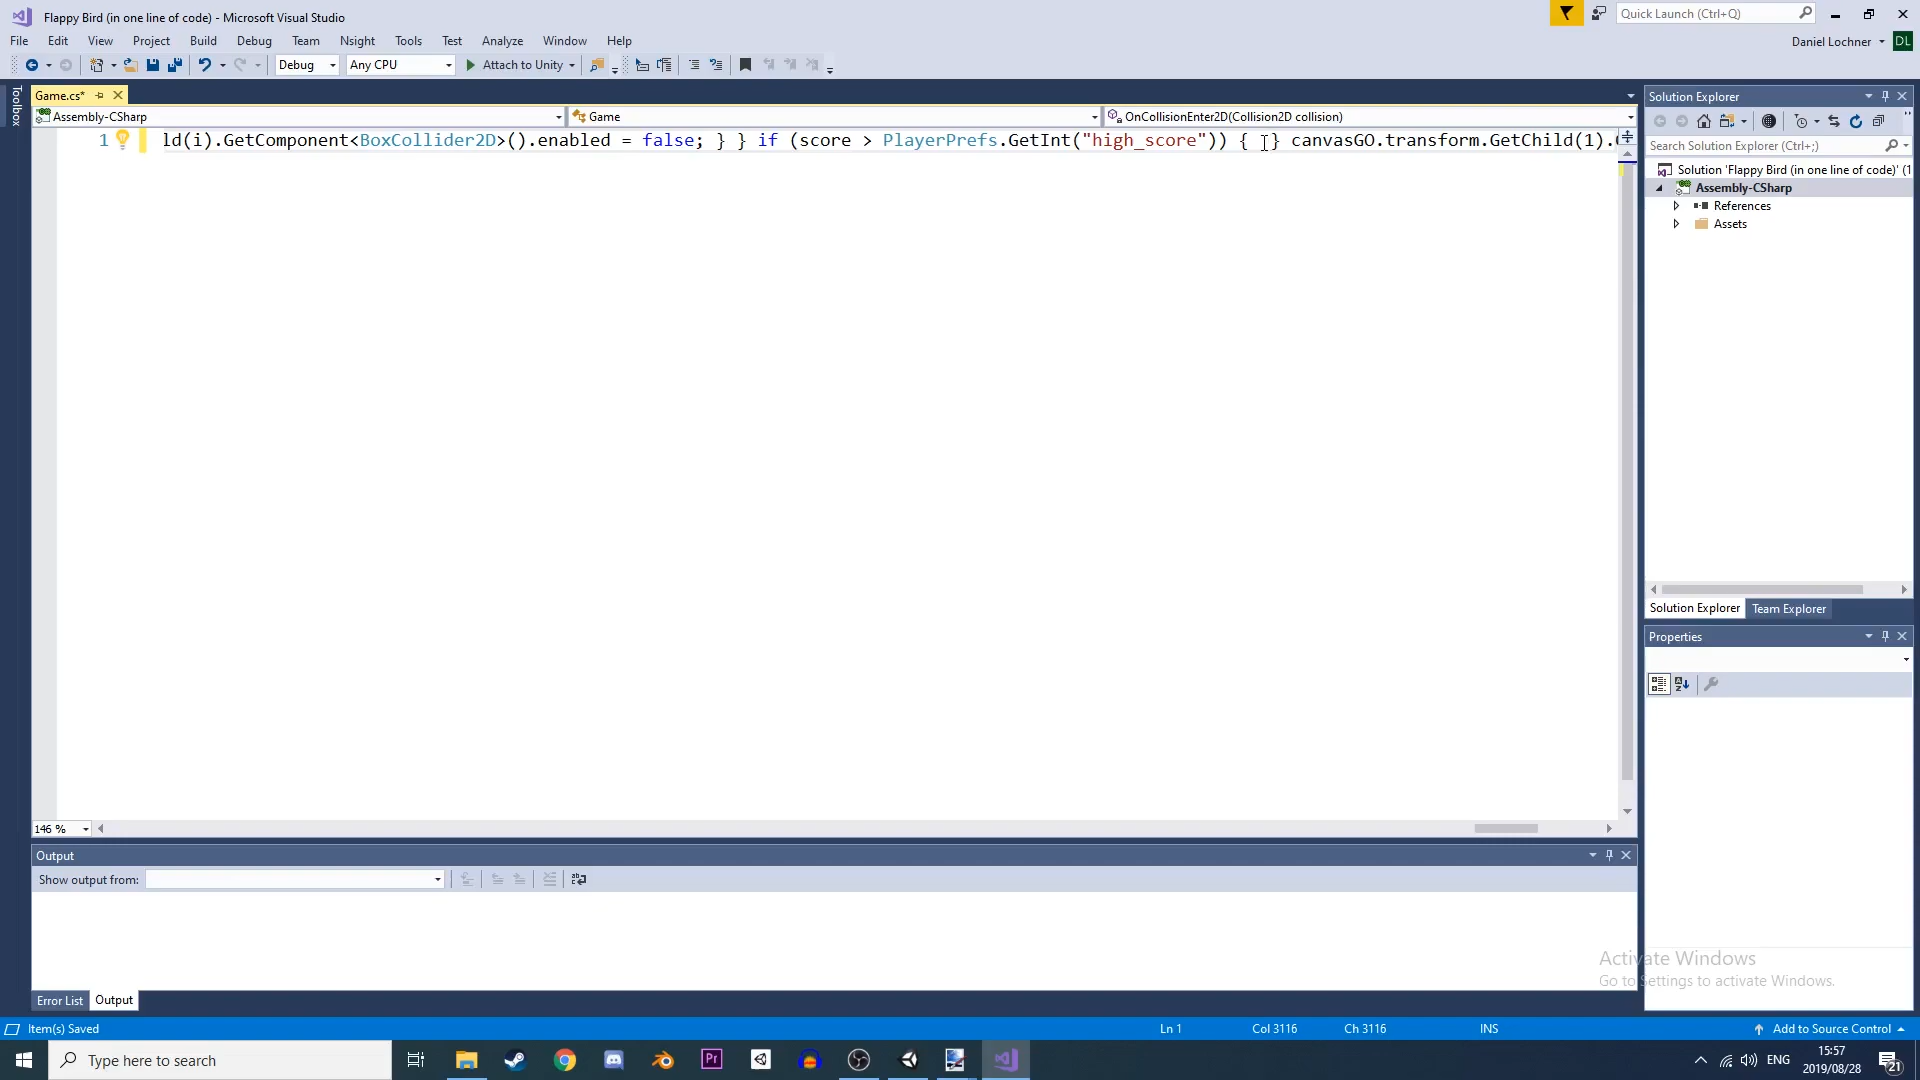 Flappy Bird (in one line of code) - Microsoft Visual Studio
Quick Launch (Ctrl+Q)
File Edit View Project Build Debug Team Nsight Tools Test Analyze Window Help
Daniel Lochner DL
Debug Any CPU Attach to Unity
Toolbox
Game.cs*
Assembly-CSharp Game OnCollisionEnter2D(Collision2D collision)
1 ld(i).GetComponent<BoxCollider2D>().enabled = false; } } if (score > PlayerPrefs.GetInt("high_score")) { } canvasGO.transform.GetChild(1).
Solution Explorer
Search Solution Explorer (Ctrl+;)
Solution 'Flappy Bird (in one line of code)' (1
Assembly-CSharp
References
Assets
Solution Explorer Team Explorer
Properties
146 %
Output
Show output from:
Error List Output
Activate Windows
Go to Settings to activate Windows.
Item(s) Saved Ln 1 Col 3116 Ch 3116 INS Add to Source Control
Type here to search
Pr
ENG
15:57
2019/08/28
21